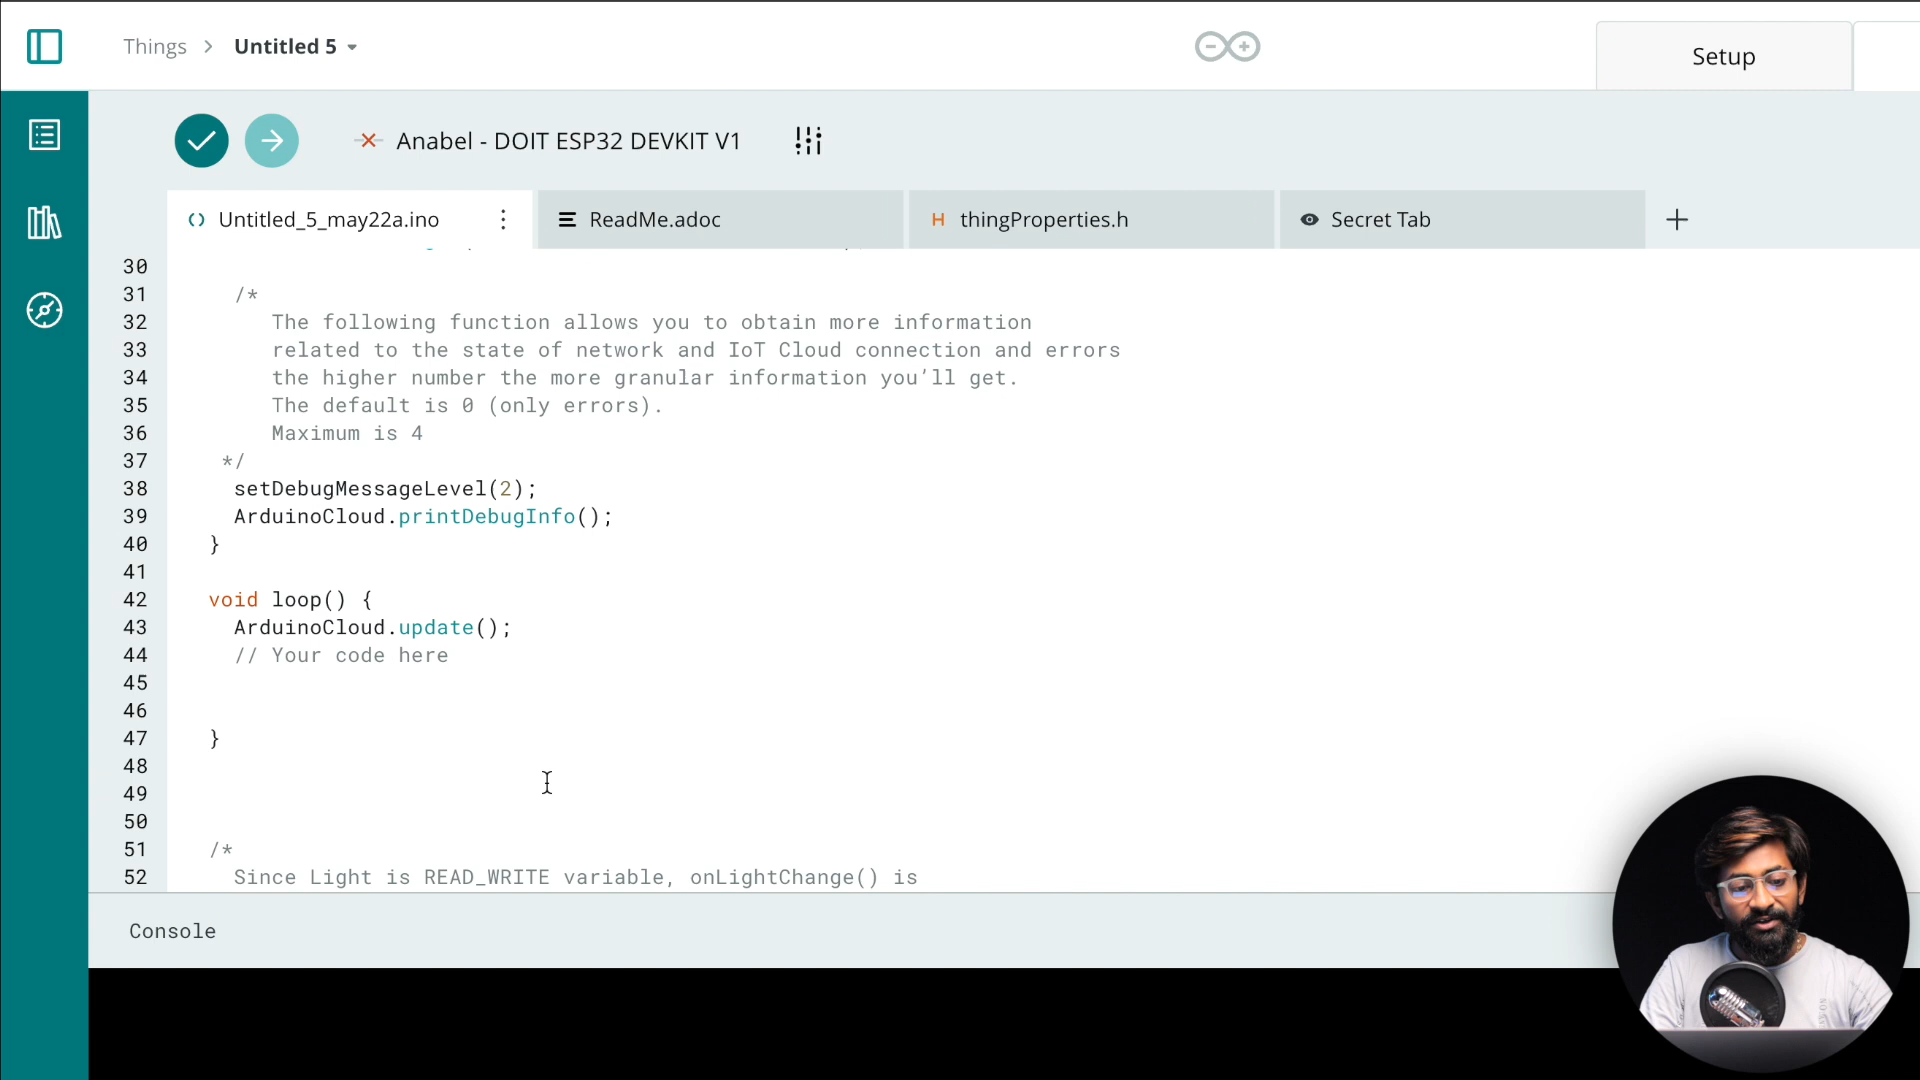 Things > Untitled 5
Setup
Anabel - DOIT ESP32 DEVKIT V1
Untitled_5_may22a.ino
ReadMe.adoc
H thingProperties.h
Secret Tab
30
31 /*
32 The following function allows you to obtain more information
33 related to the state of network and IoT Cloud connection and errors
34 the higher number the more granular information you’ll get.
35 The default is 0 (only errors).
36 Maximum is 4
37 */
38 setDebugMessageLevel(2);
39 ArduinoCloud.printDebugInfo();
40 }
41
42 void loop() {
43 ArduinoCloud.update();
44 // Your code here
45
46
47 }
48
49
50
51 /*
52 Since Light is READ_WRITE variable, onLightChange() is
Console